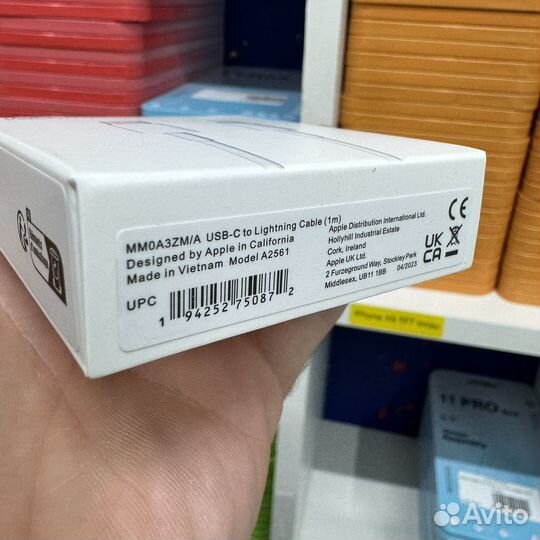 MM0A3ZM/A USB-C to Lightning Cable (1m)
Designed by Apple in California
Made in Vietnam Model A2561
UPC
1 94252 75087 2
Apple Distribution International Ltd.
Hollyhill Industrial Estate
Cork, Ireland
Apple UK Ltd.
2 Furzeground Way, Stockley Park
Middlesex, UB11 1BB 04/2023
CE
UK
CA
11 PRO
Avito